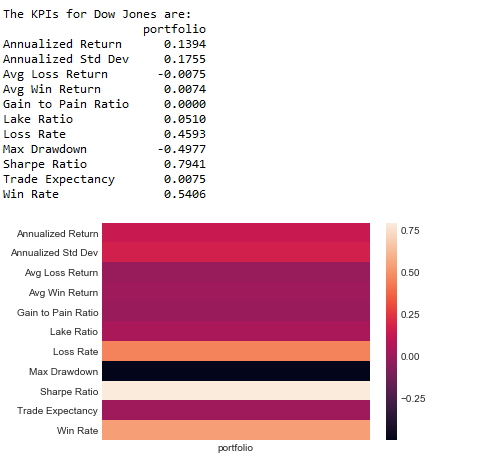 The KPIs for Dow Jones are:
portfolio
Annualized Return 0.1394
Annualized Std Dev 0.1755
Avg Loss Return -0.0075
Avg Win Return 0.0074
Gain to Pain Ratio 0.0000
Lake Ratio 0.0510
Loss Rate 0.4593
Max Drawdown -0.4977
Sharpe Ratio 0.7941
Trade Expectancy 0.0075
Win Rate 0.5406
Annualized Return
Annualized Std Dev
Avg Loss Return
Avg Win Return
Gain to Pain Ratio
Lake Ratio
Loss Rate
Max Drawdown
Sharpe Ratio
Trade Expectancy
Win Rate
portfolio
0.75
0.50
0.25
0.00
−0.25